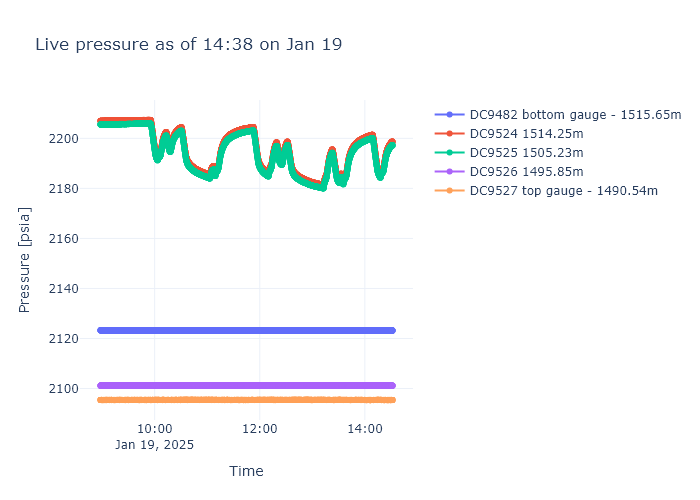 Live pressure as of 14:38 on Jan 19
DC9482 bottom gauge - 1515.65m
DC9524 1514.25m
DC9525 1505.23m
DC9526 1495.85m
DC9527 top gauge - 1490.54m
Pressure [psia]
2200
2180
2160
2140
2120
2100
10:00
12:00
14:00
Jan 19, 2025
Time